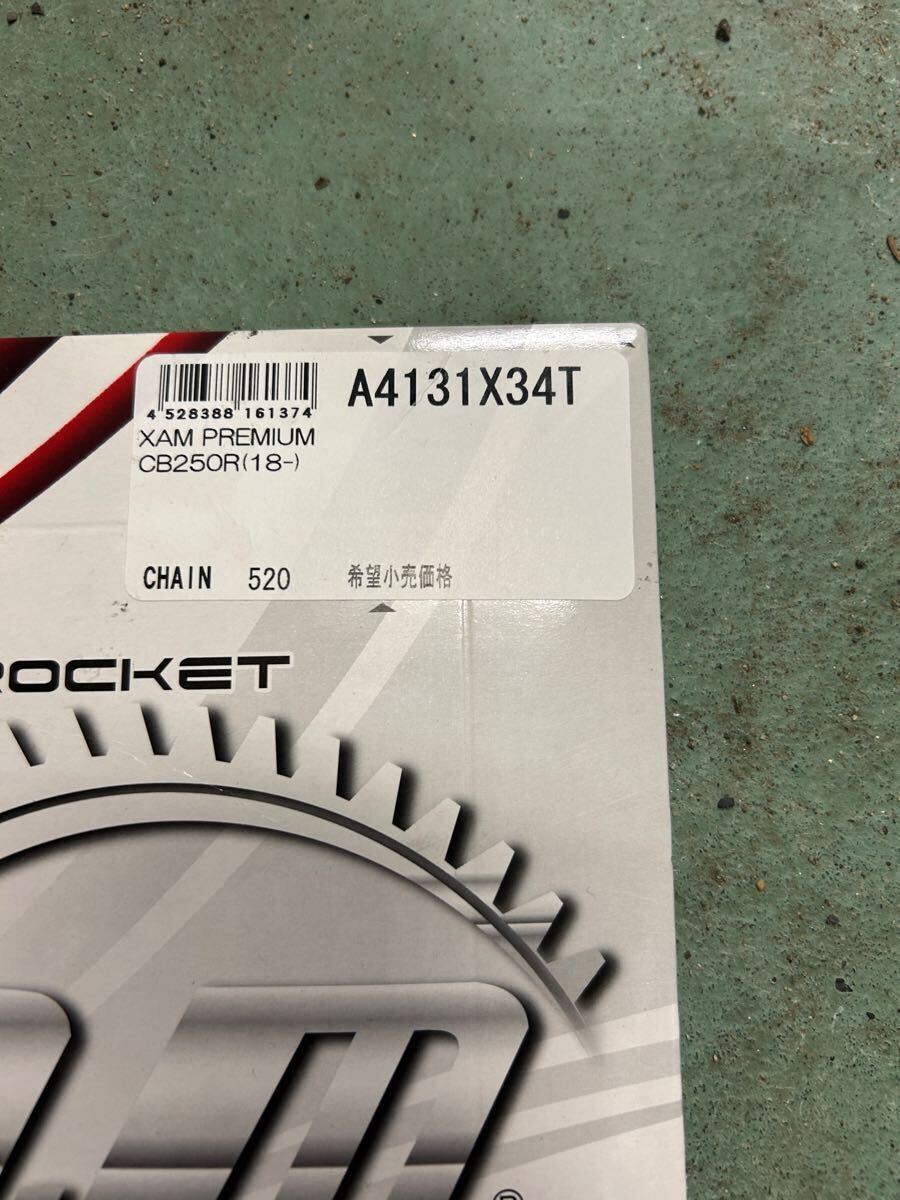 4 528388 161374
A4131X34T
XAM PREMIUM
CB250R(18-)
CHAIN 520 希望小売価格
ROCKET
®